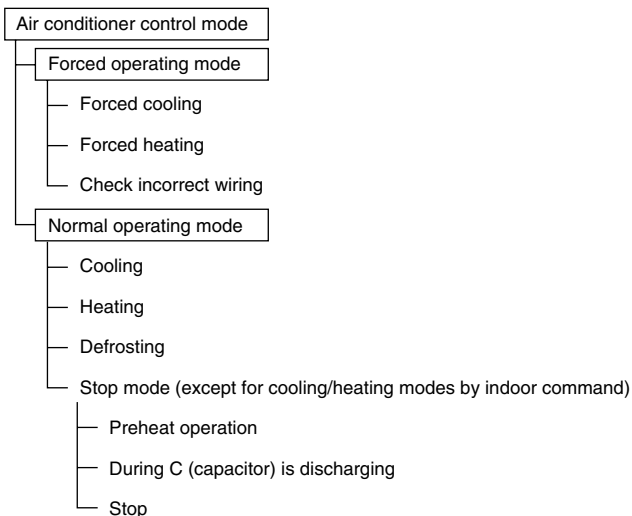 Air conditioner control mode
Forced operating mode
Forced cooling
Forced heating
Check incorrect wiring
Normal operating mode
Cooling
Heating
Defrosting
Stop mode (except for cooling/heating modes by indoor command)
Preheat operation
During C (capacitor) is discharging
Stop